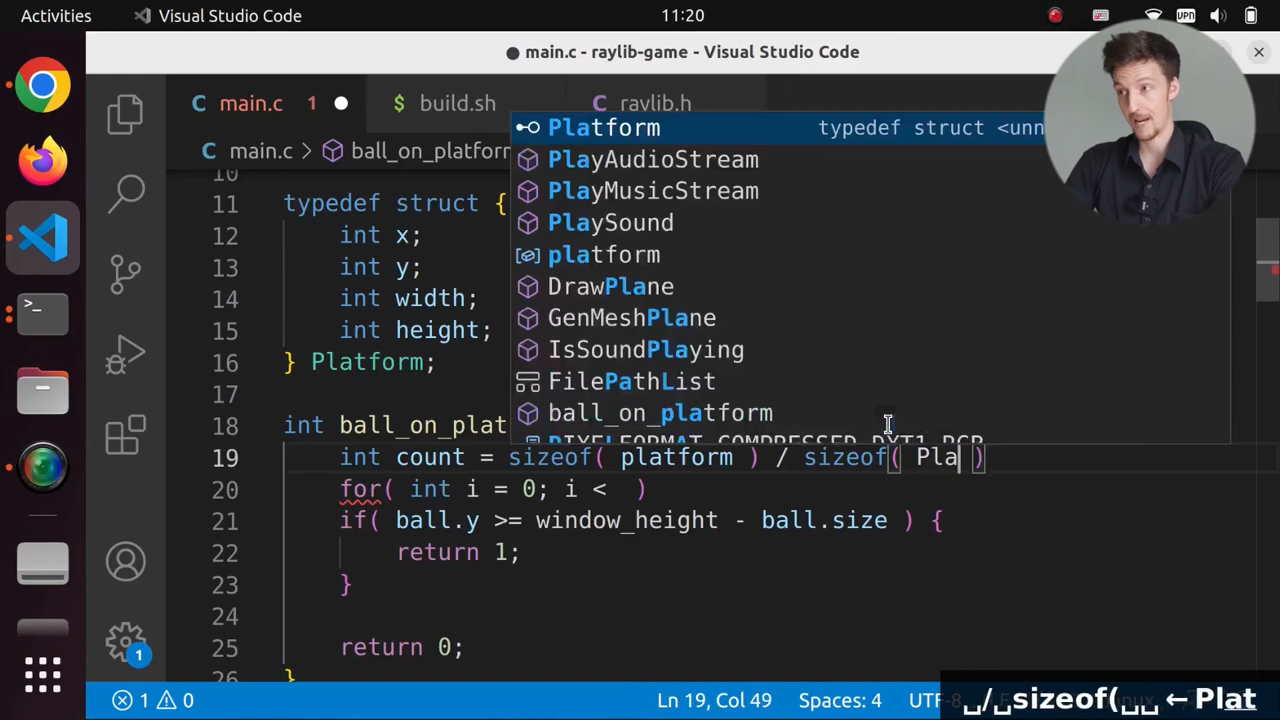 Activities Visual Studio Code 11:20 VPN
main.c - raylib-game - Visual Studio Code
C main.c 1 $ build.sh C raylib.h
C main.c > ball_on_platform
10
11 typedef struct {
12 int x;
13 int y;
14 int width;
15 int height;
16 } Platform;
17
18 int ball_on_plat
19 int count = sizeof( platform ) / sizeof( Pla )
20 for( int i = 0; i <  )
21 if( ball.y >= window_height - ball.size ) {
22 return 1;
23 }
24
25 return 0;
26 }
Platform typedef struct <unn
PlayAudioStream
PlayMusicStream
PlaySound
platform
DrawPlane
GenMeshPlane
IsSoundPlaying
FilePathList
ball_on_platform
PIXELFORMAT_COMPRESSED_DXT1_RGB
1
1 0 Ln 19, Col 49 Spaces: 4 UTF-8
␣/␣sizeof(␣␣ ←Plat